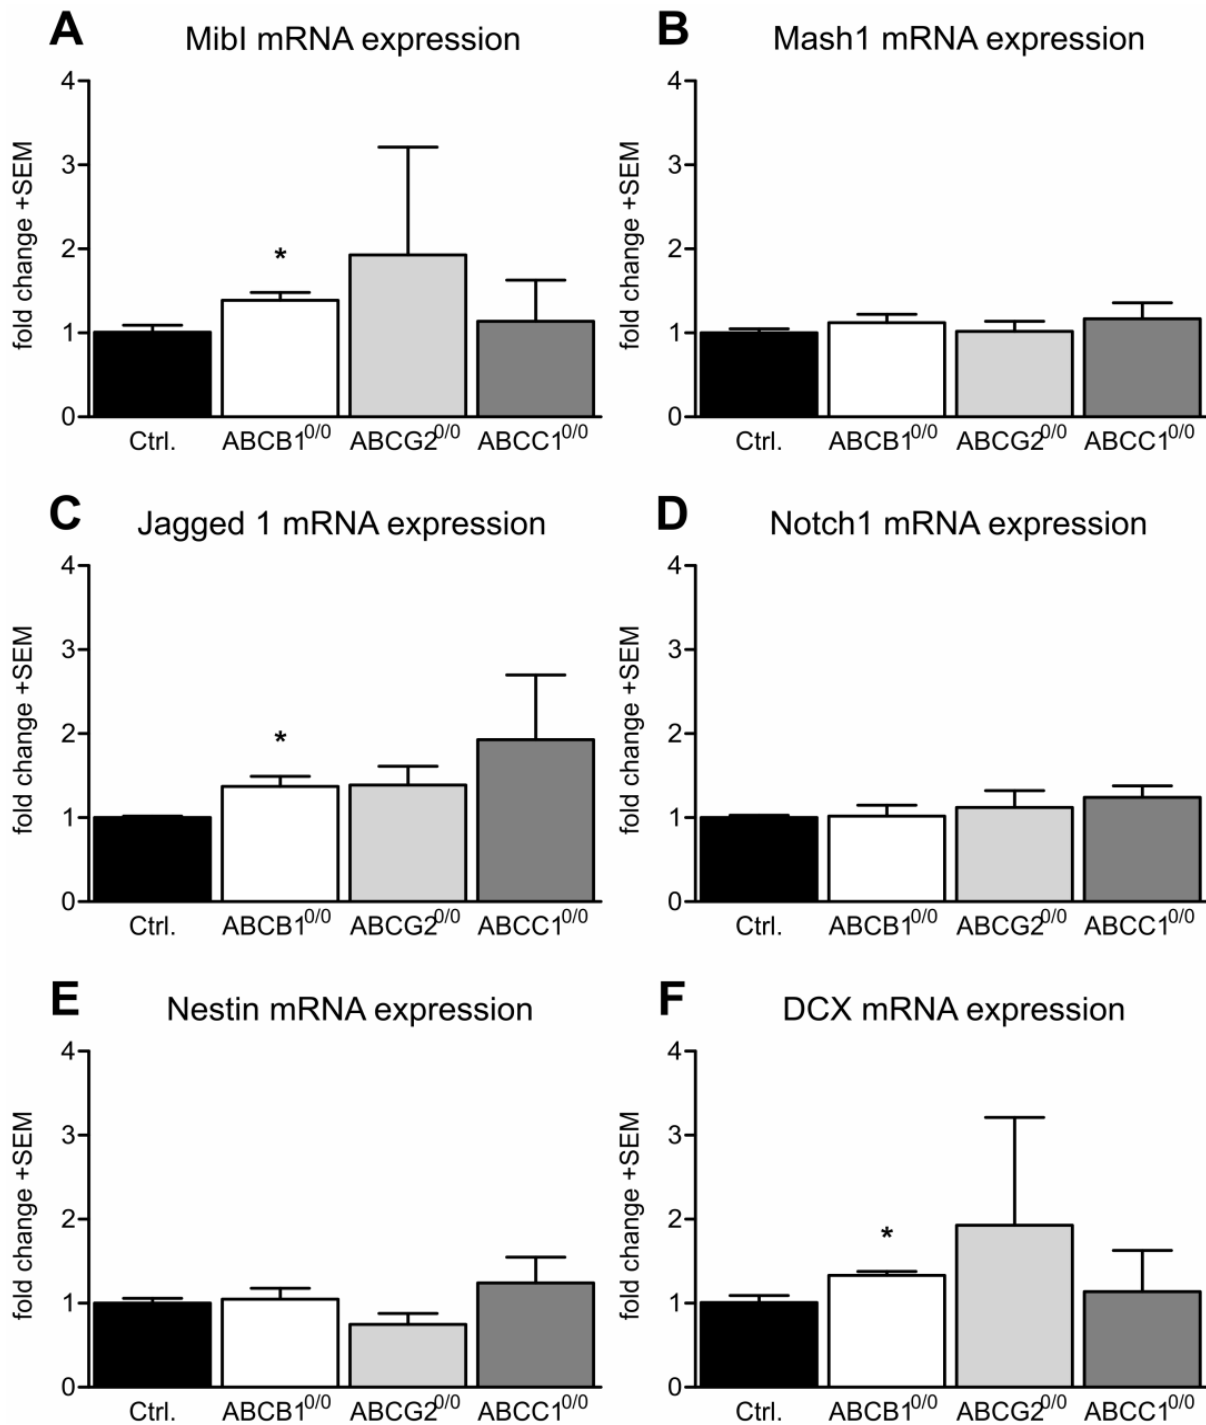 A MibI mRNA expression
fold change +SEM
4
3
2
1
0
*
Ctrl. ABCB1^0/0 ABCG2^0/0 ABCC1^0/0
B Mash1 mRNA expression
fold change +SEM
4
3
2
1
0
Ctrl. ABCB1^0/0 ABCG2^0/0 ABCC1^0/0
C Jagged 1 mRNA expression
fold change +SEM
4
3
2
1
0
*
Ctrl. ABCB1^0/0 ABCG2^0/0 ABCC1^0/0
D Notch1 mRNA expression
fold change +SEM
4
3
2
1
0
Ctrl. ABCB1^0/0 ABCG2^0/0 ABCC1^0/0
E Nestin mRNA expression
fold change +SEM
4
3
2
1
0
Ctrl. ABCB1^0/0 ABCG2^0/0 ABCC1^0/0
F DCX mRNA expression
fold change +SEM
4
3
2
1
0
*
Ctrl. ABCB1^0/0 ABCG2^0/0 ABCC1^0/0